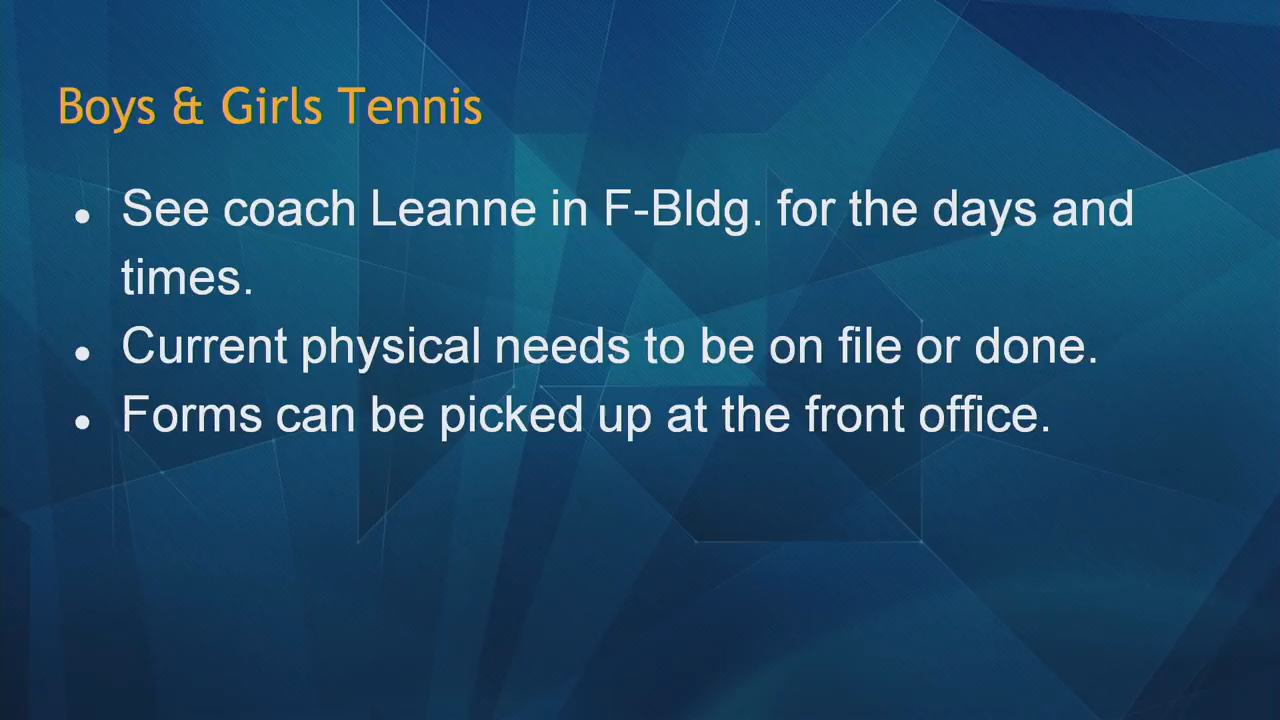 Boys & Girls Tennis
● See coach Leanne in F-Bldg. for the days and
times.
● Current physical needs to be on file or done.
● Forms can be picked up at the front office.